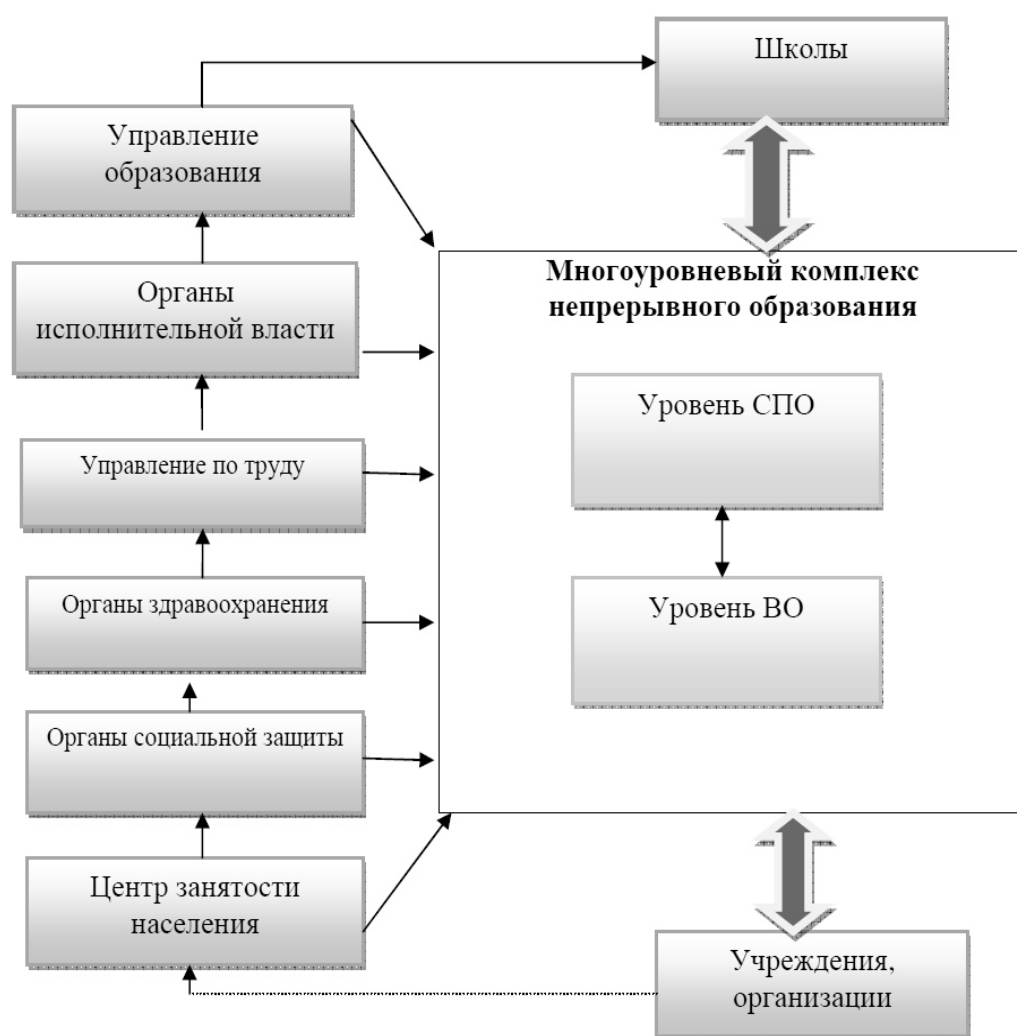 Школы
Управление
образования
Многоуровневый комплекс
непрерывного образования
Органы
исполнительной власти
Уровень СПО
Управление по труду
Органы здравоохранения
Уровень ВО
Органы социальной защиты
Центр занятости
населения
Учреждения,
организации